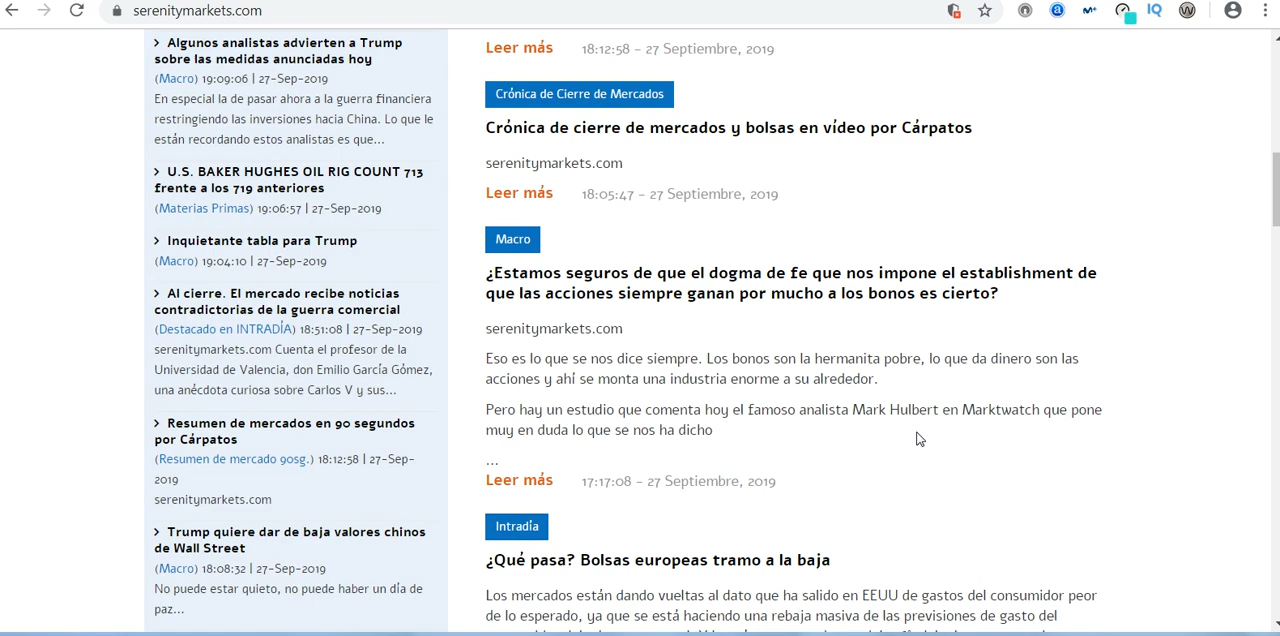 serenitymarkets.com
Algunos analistas advierten a Trump
sobre las medidas anunciadas hoy
(Macro) 19:09:06 | 27-Sep-2019
En especial la de pasar ahora a la guerra financiera
restringiendo las inversiones hacia China. Lo que le
están recordando estos analistas es que...
U.S. BAKER HUGHES OIL RIG COUNT 713
frente a los 719 anteriores
(Materias Primas) 19:06:57 | 27-Sep-2019
Inquietante tabla para Trump
(Macro) 19:04:10 | 27-Sep-2019
Al cierre. El mercado recibe noticias
contradictorias de la guerra comercial
(Destacado en INTRADÍA) 18:51:08 | 27-Sep-2019
serenitymarkets.com Cuenta el profesor de la
Universidad de Valencia, don Emilio García Gómez,
una anécdota curiosa sobre Carlos V y sus...
Resumen de mercados en 90 segundos
por Cárpatos
(Resumen de mercado 90sg.) 18:12:58 | 27-Sep-
2019
serenitymarkets.com
Trump quiere dar de baja valores chinos
de Wall Street
(Macro) 18:08:32 | 27-Sep-2019
No puede estar quieto, no puede haber un día de
paz...
Leer más 18:12:58 - 27 Septiembre, 2019
Crónica de Cierre de Mercados
Crónica de cierre de mercados y bolsas en vídeo por Cárpatos
serenitymarkets.com
Leer más 18:05:47 - 27 Septiembre, 2019
Macro
¿Estamos seguros de que el dogma de fe que nos impone el establishment de
que las acciones siempre ganan por mucho a los bonos es cierto?
serenitymarkets.com
Eso es lo que se nos dice siempre. Los bonos son la hermanita pobre, lo que da dinero son las
acciones y ahí se monta una industria enorme a su alrededor.
Pero hay un estudio que comenta hoy el famoso analista Mark Hulbert en Marktwatch que pone
muy en duda lo que se nos ha dicho
...
Leer más 17:17:08 - 27 Septiembre, 2019
Intradía
¿Qué pasa? Bolsas europeas tramo a la baja
Los mercados están dando vueltas al dato que ha salido en EEUU de gastos del consumidor peor
de lo esperado, ya que se está haciendo una rebaja masiva de las previsiones de gasto del